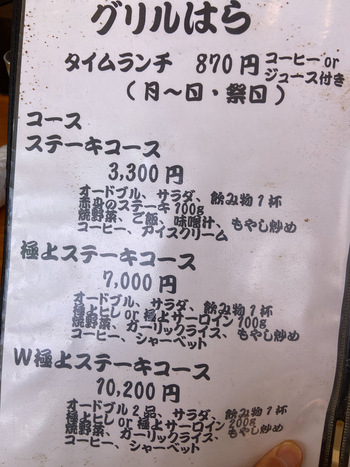 グリルはら
タイムランチ 870円 コーヒー or
ジュース付き
(月〜日・祭日)
コース
ステーキコース
3,300円
オードブル、サラダ、飲み物1杯
赤身のステーキ100g
焼野菜、ご飯、味噌汁、もやし炒め
コーヒー、アイスクリーム
極上ステーキコース
7,000円
オードブル、サラダ、飲み物1杯
極上ヒレ or 極上サーロイン100g
焼野菜、ガーリックライス、もやし炒め
コーヒー、シャーベット
W極上ステーキコース
10,200円
オードブル2品、サラダ、飲み物1杯
極上ヒレ or 極上サーロイン200g
焼野菜、ガーリックライス、もやし炒め
コーヒー、シャーベット